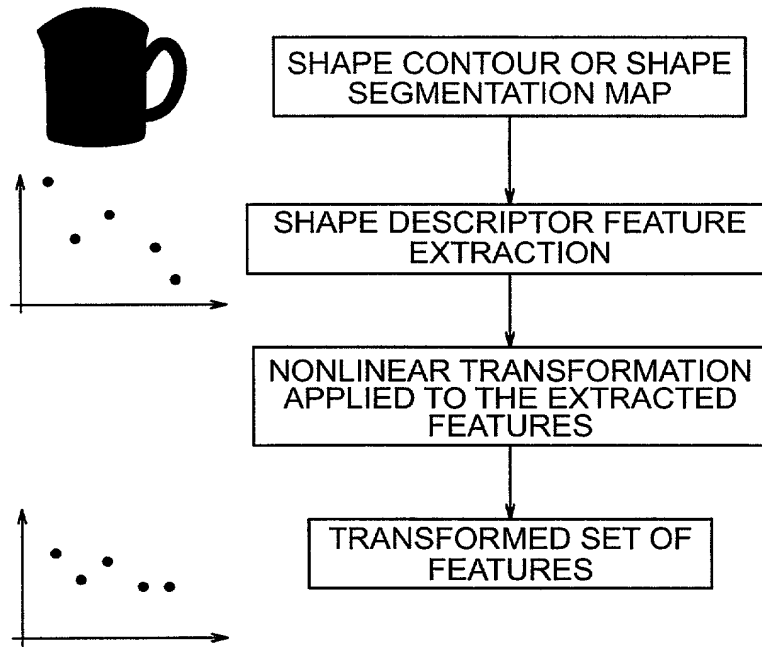 SHAPE CONTOUR OR SHAPE
SEGMENTATION MAP
SHAPE DESCRIPTOR FEATURE
EXTRACTION
NONLINEAR TRANSFORMATION
APPLIED TO THE EXTRACTED
FEATURES
TRANSFORMED SET OF
FEATURES